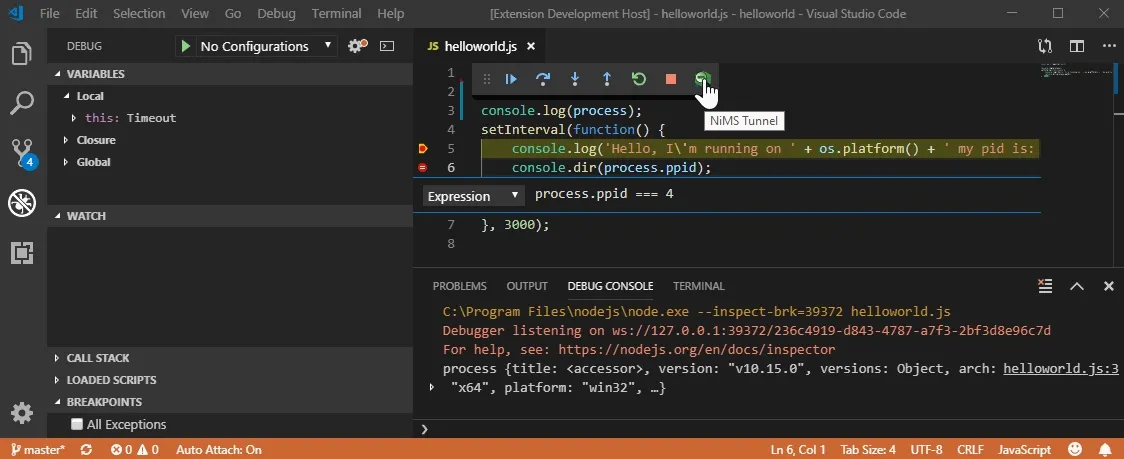 File Edit Selection View Go Debug Terminal Help [Extension Development Host] - helloworld.js - helloworld - Visual Studio Code
DEBUG No Configurations
JS helloworld.js
VARIABLES
Local
this: Timeout
Closure
Global
WATCH
CALL STACK
LOADED SCRIPTS
BREAKPOINTS
All Exceptions
4
NiMS Tunnel
1
2
3 console.log(process);
4 setInterval(function() {
5 console.log('Hello, I\'m running on ' + os.platform() + ' my pid is:
6 console.dir(process.ppid);
Expression process.ppid === 4
7 }, 3000);
8
PROBLEMS OUTPUT DEBUG CONSOLE TERMINAL
C:\Program Files\nodejs\node.exe --inspect-brk=39372 helloworld.js
Debugger listening on ws://127.0.0.1:39372/236c4919-d843-4787-a7f3-2bf3d8e96c7d
For help, see: https://nodejs.org/en/docs/inspector
process {title: <accessor>, version: "v10.15.0", versions: Object, arch: helloworld.js:3
"x64", platform: "win32", …}
master* 0 0 Auto Attach: On Ln 6, Col 1 Tab Size: 4 UTF-8 CRLF JavaScript